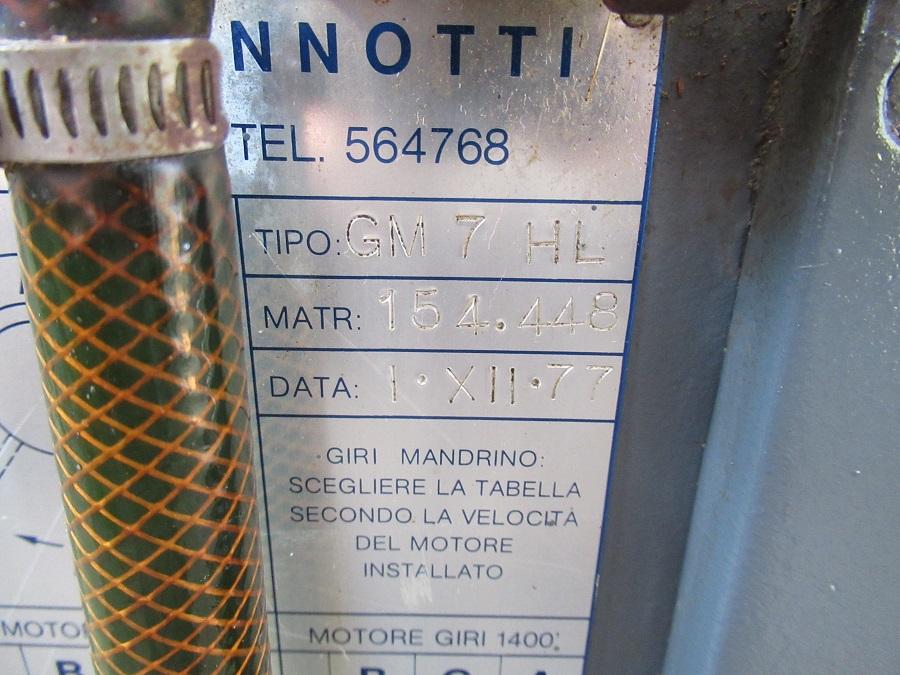 NNOTTI
TEL. 564768
TIPO: GM 7 HL
MATR: 154.448
DATA: 1·XII·77
GIRI MANDRINO:
SCEGLIERE LA TABELLA
SECONDO LA VELOCITÀ
DEL MOTORE
INSTALLATO
MOTO
MOTORE GIRI 1400
B
B C A